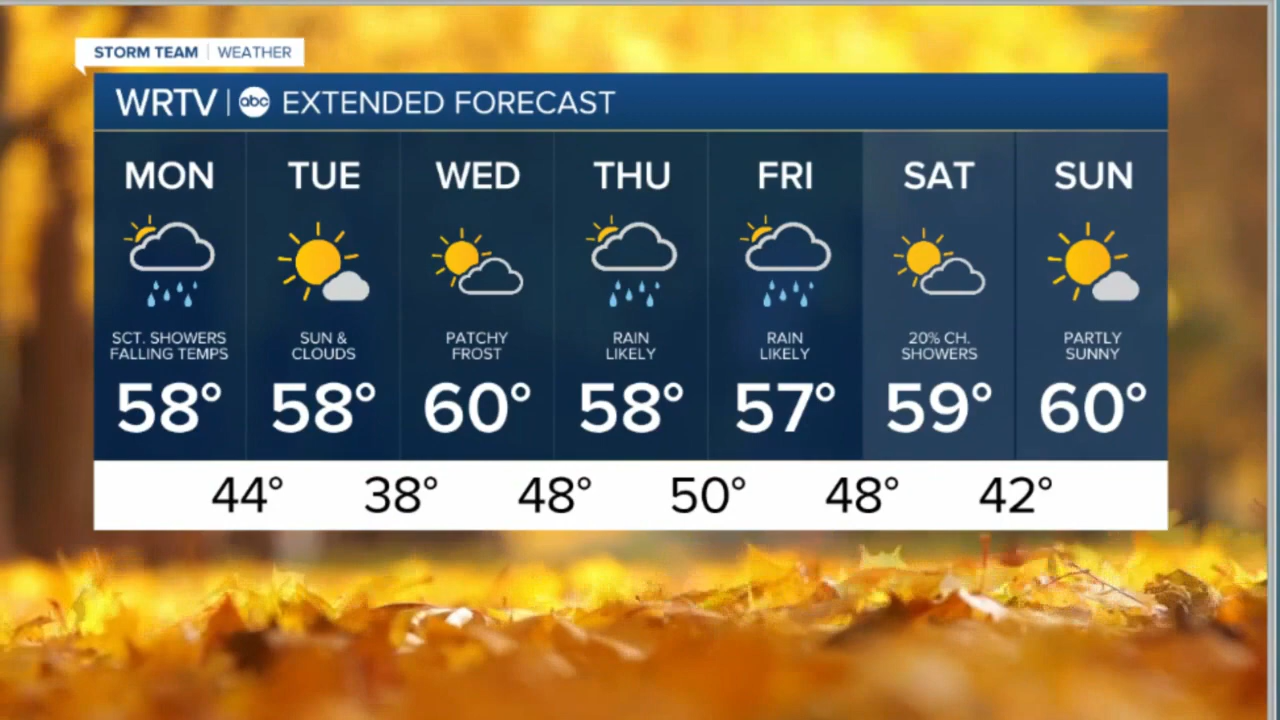 STORM TEAM | WEATHER
WRTV | abc EXTENDED FORECAST
MON TUE WED THU FRI SAT SUN
SCT. SHOWERS SUN & PATCHY RAIN RAIN 20% CH. PARTLY
FALLING TEMPS CLOUDS FROST LIKELY LIKELY SHOWERS SUNNY
58° 58° 60° 58° 57° 59° 60°
44° 38° 48° 50° 48° 42°